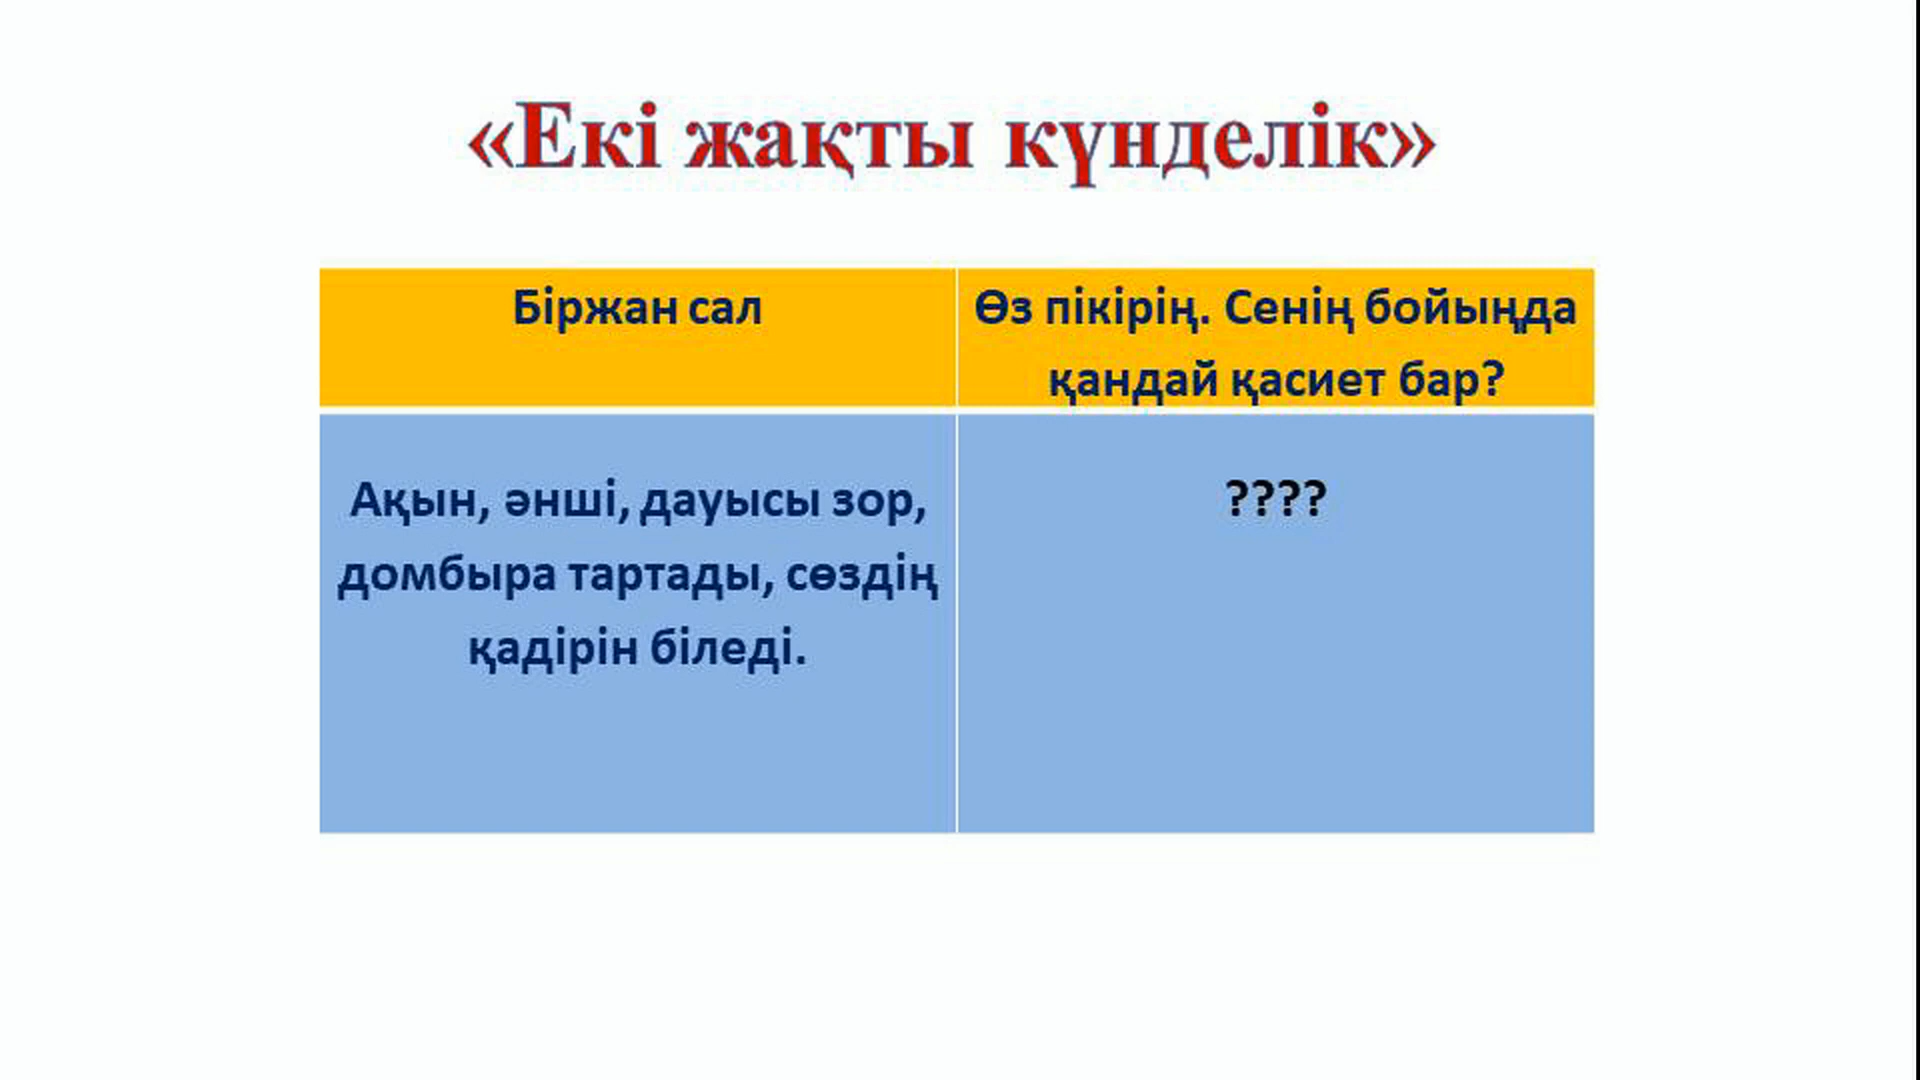 «Екі жақты күнделік»
Біржан сал
Өз пікірің. Сенің бойыңда
қандай қасиет бар?
Ақын, әнші, дауысы зор,
домбыра тартады, сөздің
қадірін біледі.
????